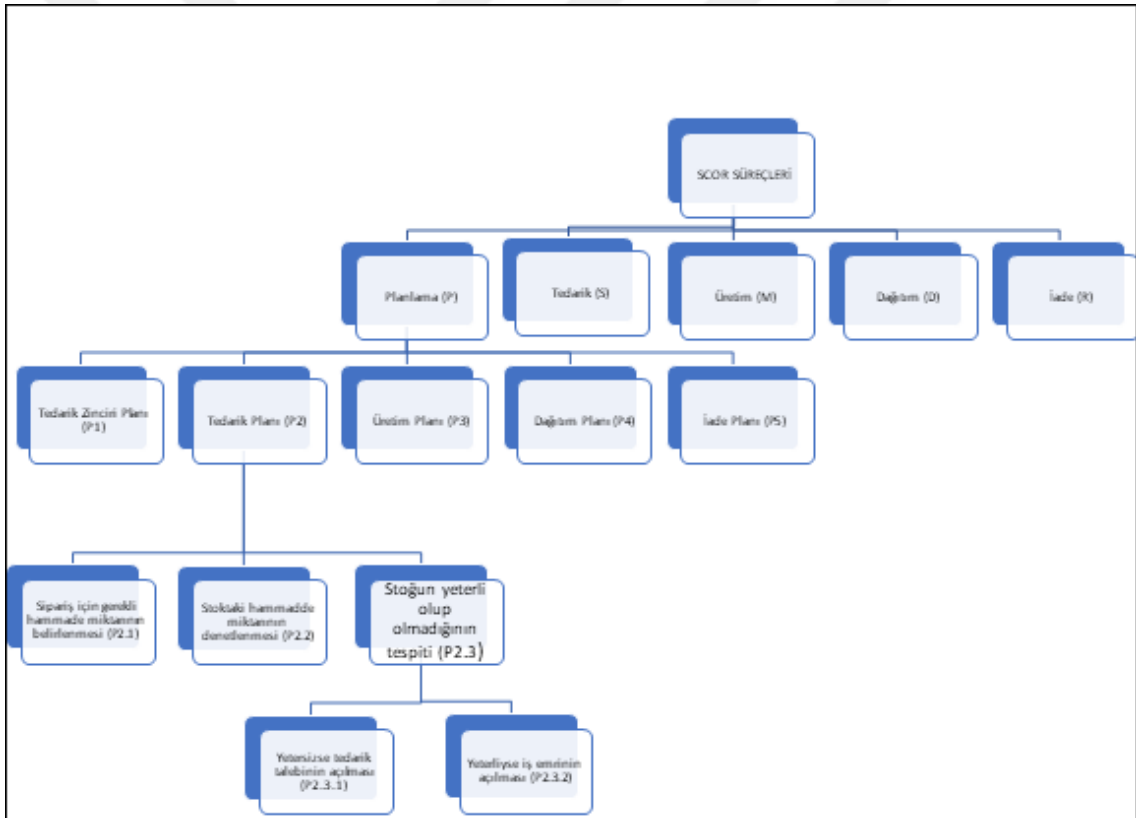 SCOR SÜREÇLERİ
Planlama (P)
Tedarik (S)
Üretim (M)
Dağıtım (D)
İade (R)
Tedarik Zinciri Planı
(P1)
Tedarik Planı (P2)
Üretim Planı (P3)
Dağıtım Planı (P4)
İade Planı (P5)
Sipariş için gerekli
hammade miktarının
belirlenmesi (P2.1)
Stoktaki hammadde
miktarının
denetlenmesi (P2.2)
Stoğun yeterli
olup
olmadığının
tespiti (P2.3)
Yetersizse tedarik
talebinin açılması
(P2.3.1)
Yeterliyse iş emrinin
açılması (P2.3.2)